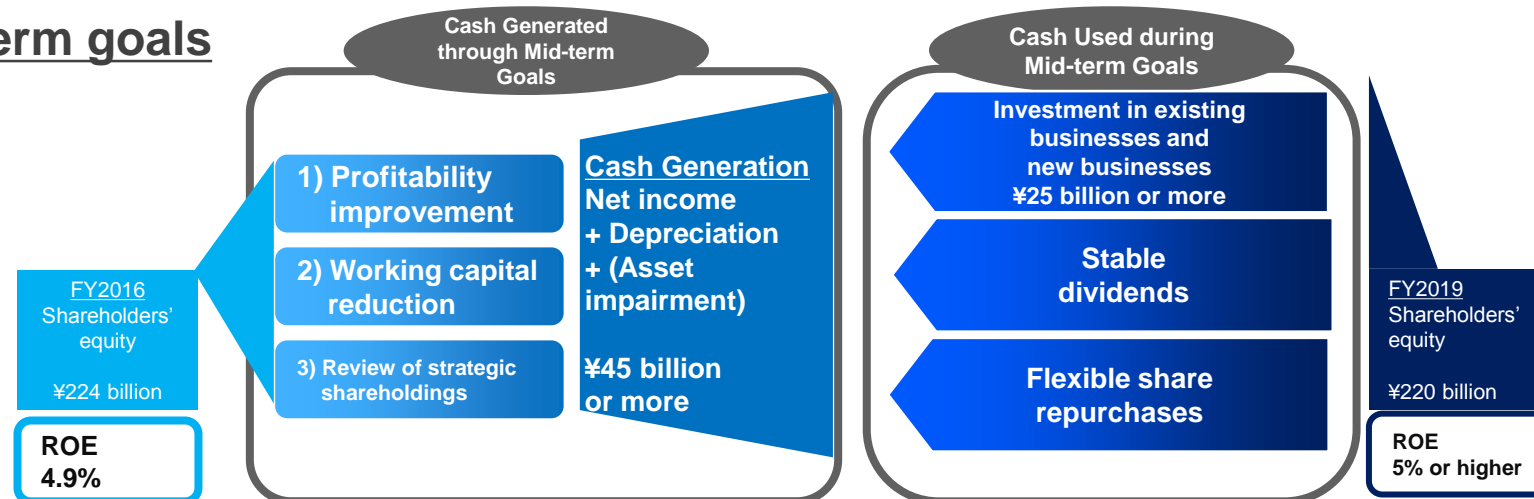 erm goals
Cash Generated
through Mid-term
Goals
Cash Used during
Mid-term Goals
FY2016
Shareholders’
equity
¥224 billion
ROE
4.9%
1) Profitability
improvement
2) Working capital
reduction
3) Review of strategic
shareholdings
Cash Generation
Net income
+ Depreciation
+ (Asset
impairment)
¥45 billion
or more
Investment in existing
businesses and
new businesses
¥25 billion or more
Stable
dividends
Flexible share
repurchases
FY2019
Shareholders’
equity
¥220 billion
ROE
5% or higher